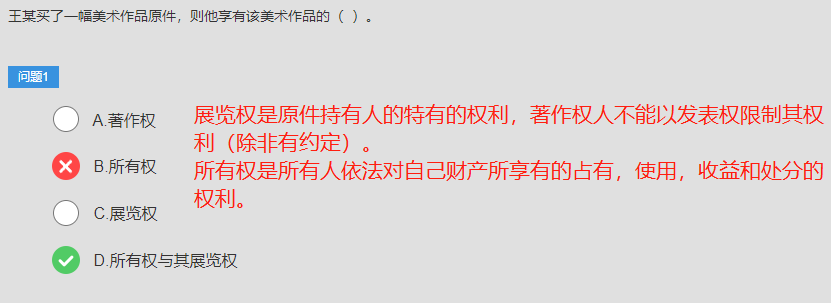 王某买了一幅美术作品原件，则他享有该美术作品的（ ）。
问题1
A.著作权
展览权是原件持有人的特有的权利，著作权人不能以发表权限制其权
利（除非有约定）。
B.所有权
所有权是所有人依法对自己财产所享有的占有，使用，收益和处分的
权利。
C.展览权
D.所有权与其展览权